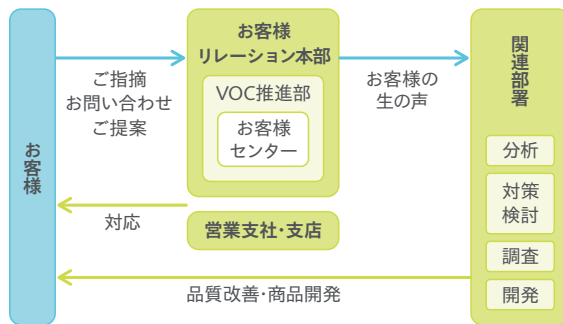 お客様
ご指摘
お問い合わせ
ご提案
お客様
リレーション本部
VOC推進部
お客様
センター
お客様の
生の声
関連部署
分析
対策
検討
調査
開発
対応
営業支社・支店
品質改善・商品開発